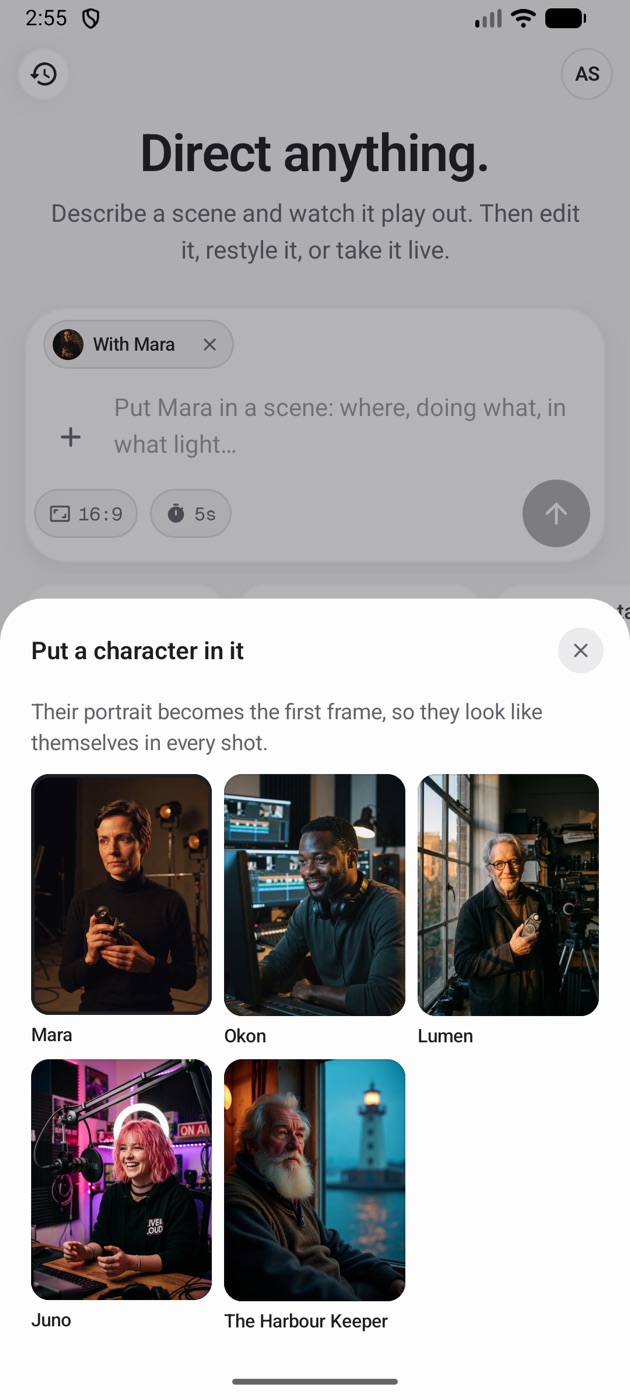 2:55
AS
Direct anything.
Describe a scene and watch it play out. Then edit
it, restyle it, or take it live.
With Mara
Put Mara in a scene: where, doing what, in
what light...
16:9
5s
Put a character in it
Their portrait becomes the first frame, so they look like
themselves in every shot.
Mara
Okon
Lumen
ON AI
Juno
The Harbour Keeper